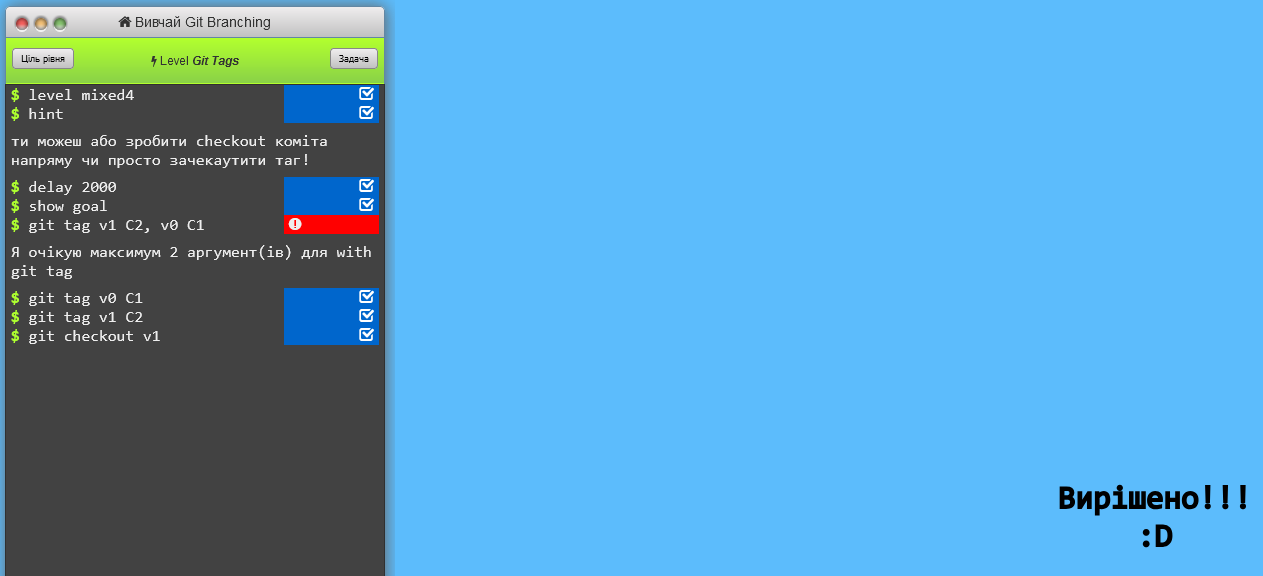 Вивчай Git Branching
Ціль рівня
Level Git Tags
Задача
$ level mixed4
$ hint
ти можеш або зробити checkout коміта
напряму чи просто зачекаутити таг!
$ delay 2000
$ show goal
$ git tag v1 C2, v0 C1
Я очікую максимум 2 аргумент(ів) для with
git tag
$ git tag v0 C1
$ git tag v1 C2
$ git checkout v1
Вирішено!!!
:D